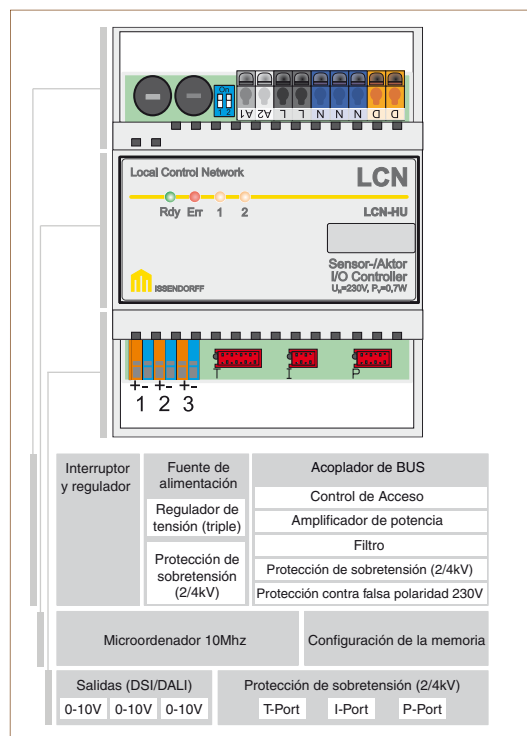 On
1 2
A1 A2 L L N N N D D
Local Control Network
LCN
Rdy Err 1 2
LCN-HU
Sensor-/Aktor
I/O Controller
UN=230V, PV=0,7W
ISSENDORFF
T I P
+- +- +-
1 2 3
Interruptor
y regulador
Fuente de
alimentación
Regulador de
tensión (triple)
Protección de
sobretensión
(2/4kV)
Acoplador de BUS
Control de Acceso
Amplificador de potencia
Filtro
Protección de sobretensión (2/4kV)
Protección contra falsa polaridad 230V
Microordenador 10Mhz
Configuración de la memoria
Salidas (DSI/DALI)
0-10V 0-10V 0-10V
Protección de sobretensión (2/4kV)
T-Port I-Port P-Port